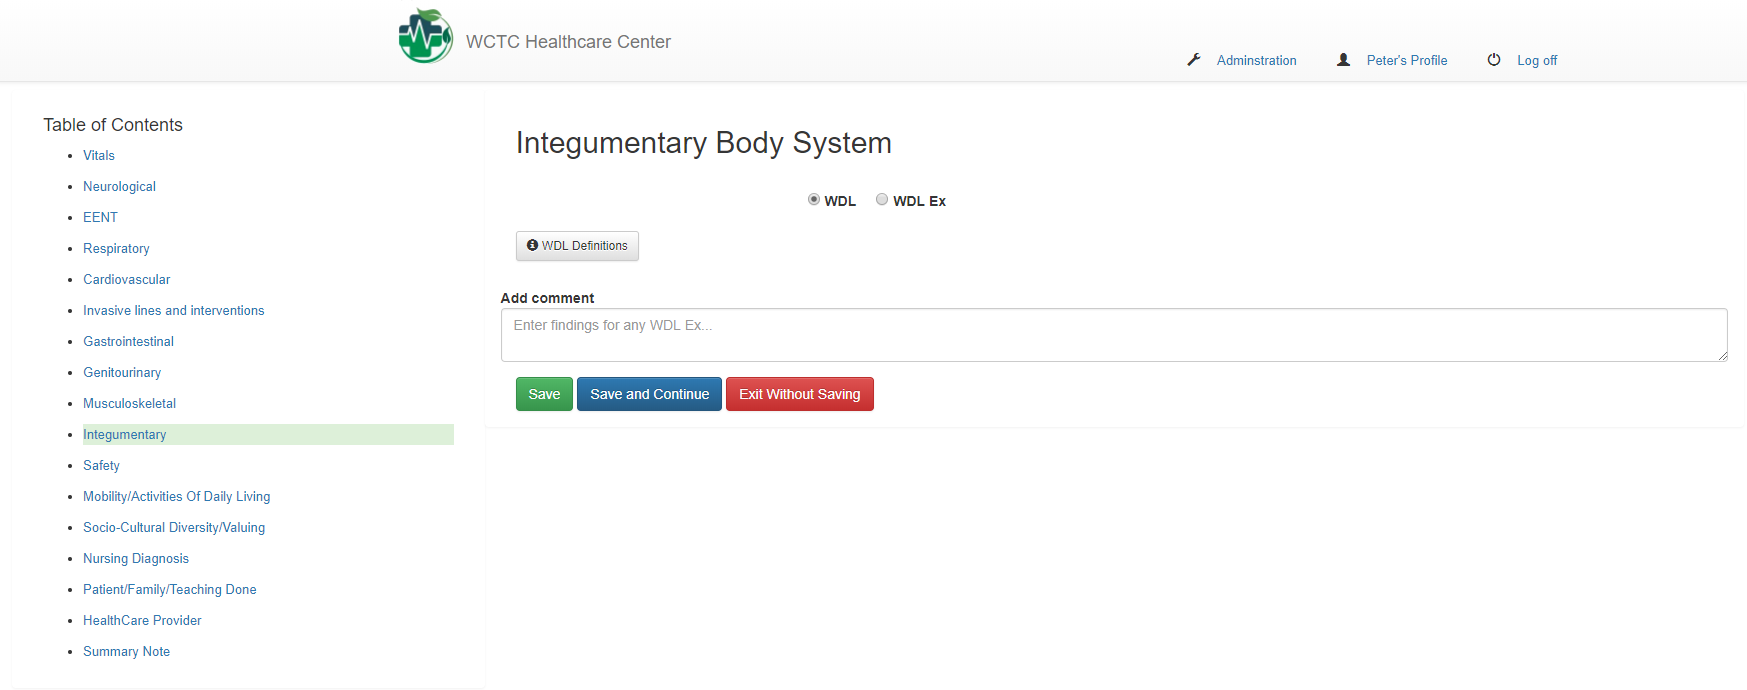 WCTC Healthcare Center
Adminstration
Peter's Profile
Log off
Table of Contents
Vitals
Neurological
EENT
Respiratory
Cardiovascular
Invasive lines and interventions
Gastrointestinal
Genitourinary
Musculoskeletal
Integumentary
Safety
Mobility/Activities Of Daily Living
Socio-Cultural Diversity/Valuing
Nursing Diagnosis
Patient/Family/Teaching Done
HealthCare Provider
Summary Note
Integumentary Body System
WDL WDL Ex
WDL Definitions
Add comment
Enter findings for any WDL Ex...
Save Save and Continue Exit Without Saving